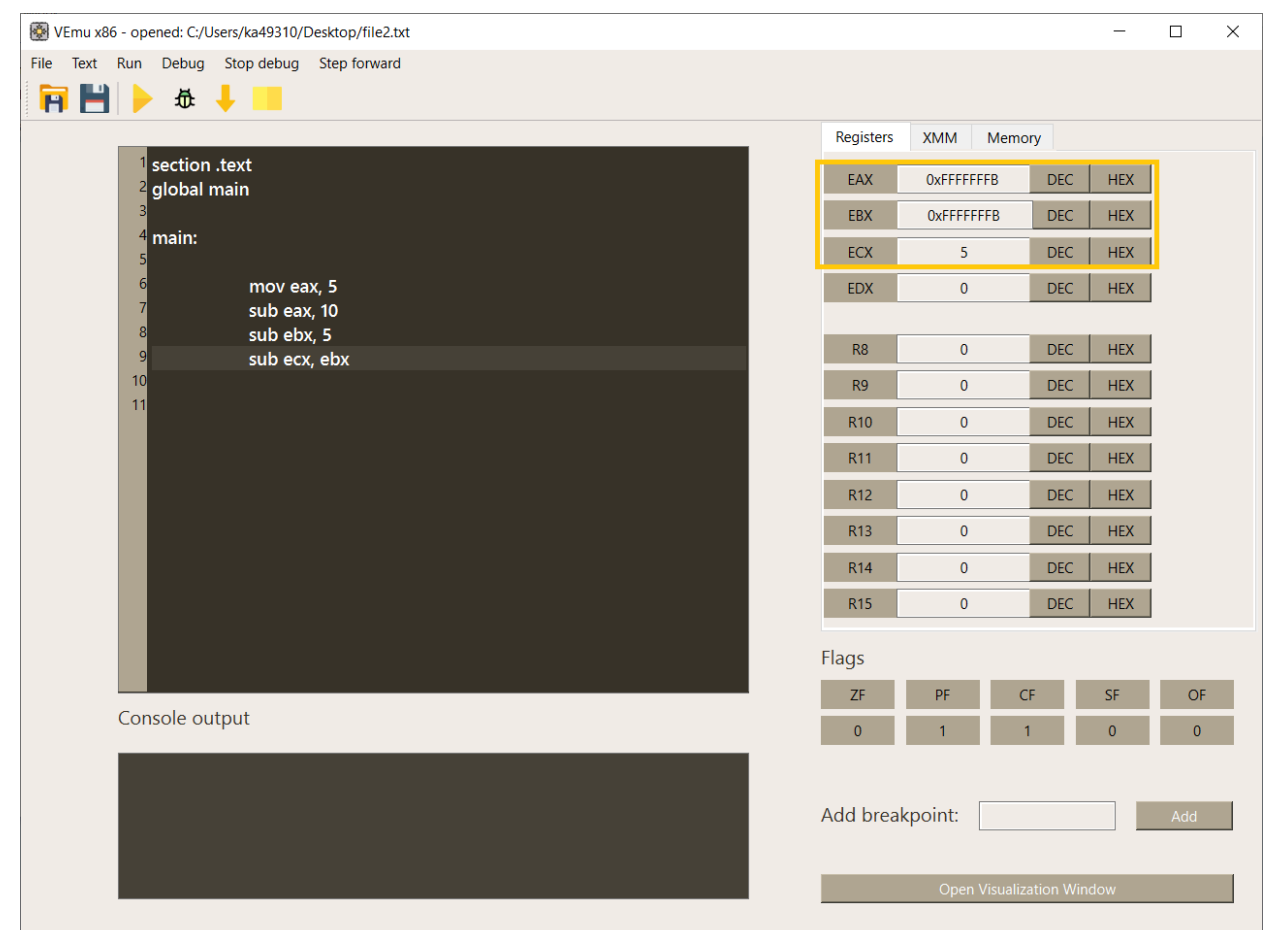 VEmu x86 - opened: C:/Users/ka49310/Desktop/file2.txt
File Text Run Debug Stop debug Step forward
Registers XMM Memory
1 section .text
2 global main
3
4 main:
5
6 mov eax, 5
7 sub eax, 10
8 sub ebx, 5
9 sub ecx, ebx
10
11
EAX 0xFFFFFFFB DEC HEX
EBX 0xFFFFFFFB DEC HEX
ECX 5 DEC HEX
EDX 0 DEC HEX
R8 0 DEC HEX
R9 0 DEC HEX
R10 0 DEC HEX
R11 0 DEC HEX
R12 0 DEC HEX
R13 0 DEC HEX
R14 0 DEC HEX
R15 0 DEC HEX
Flags
ZF PF CF SF OF
0 1 1 0 0
Console output
Add breakpoint: Add
Open Visualization Window